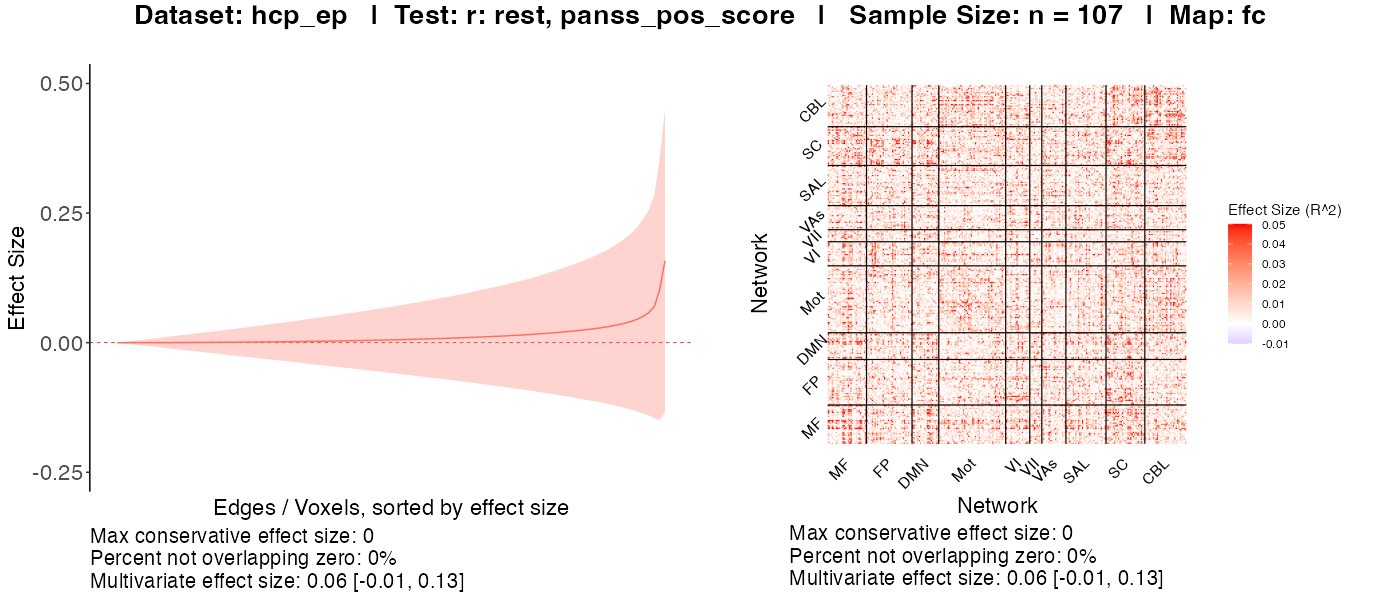 Dataset: hcp_ep | Test: r: rest, panss_pos_score | Sample Size: n = 107 | Map: fc
Effect Size
0.50
0.25
0.00
-0.25
Edges / Voxels, sorted by effect size
Max conservative effect size: 0
Percent not overlapping zero: 0%
Multivariate effect size: 0.06 [-0.01, 0.13]
Network
CBL
SC
SAL
VAs
VII
VI
Mot
DMN
FP
MF
MF
FP
DMN
Mot
VI
VII
VAs
SAL
SC
CBL
Network
Max conservative effect size: 0
Percent not overlapping zero: 0%
Multivariate effect size: 0.06 [-0.01, 0.13]
Effect Size (R^2)
0.05
0.04
0.03
0.02
0.01
0.00
-0.01